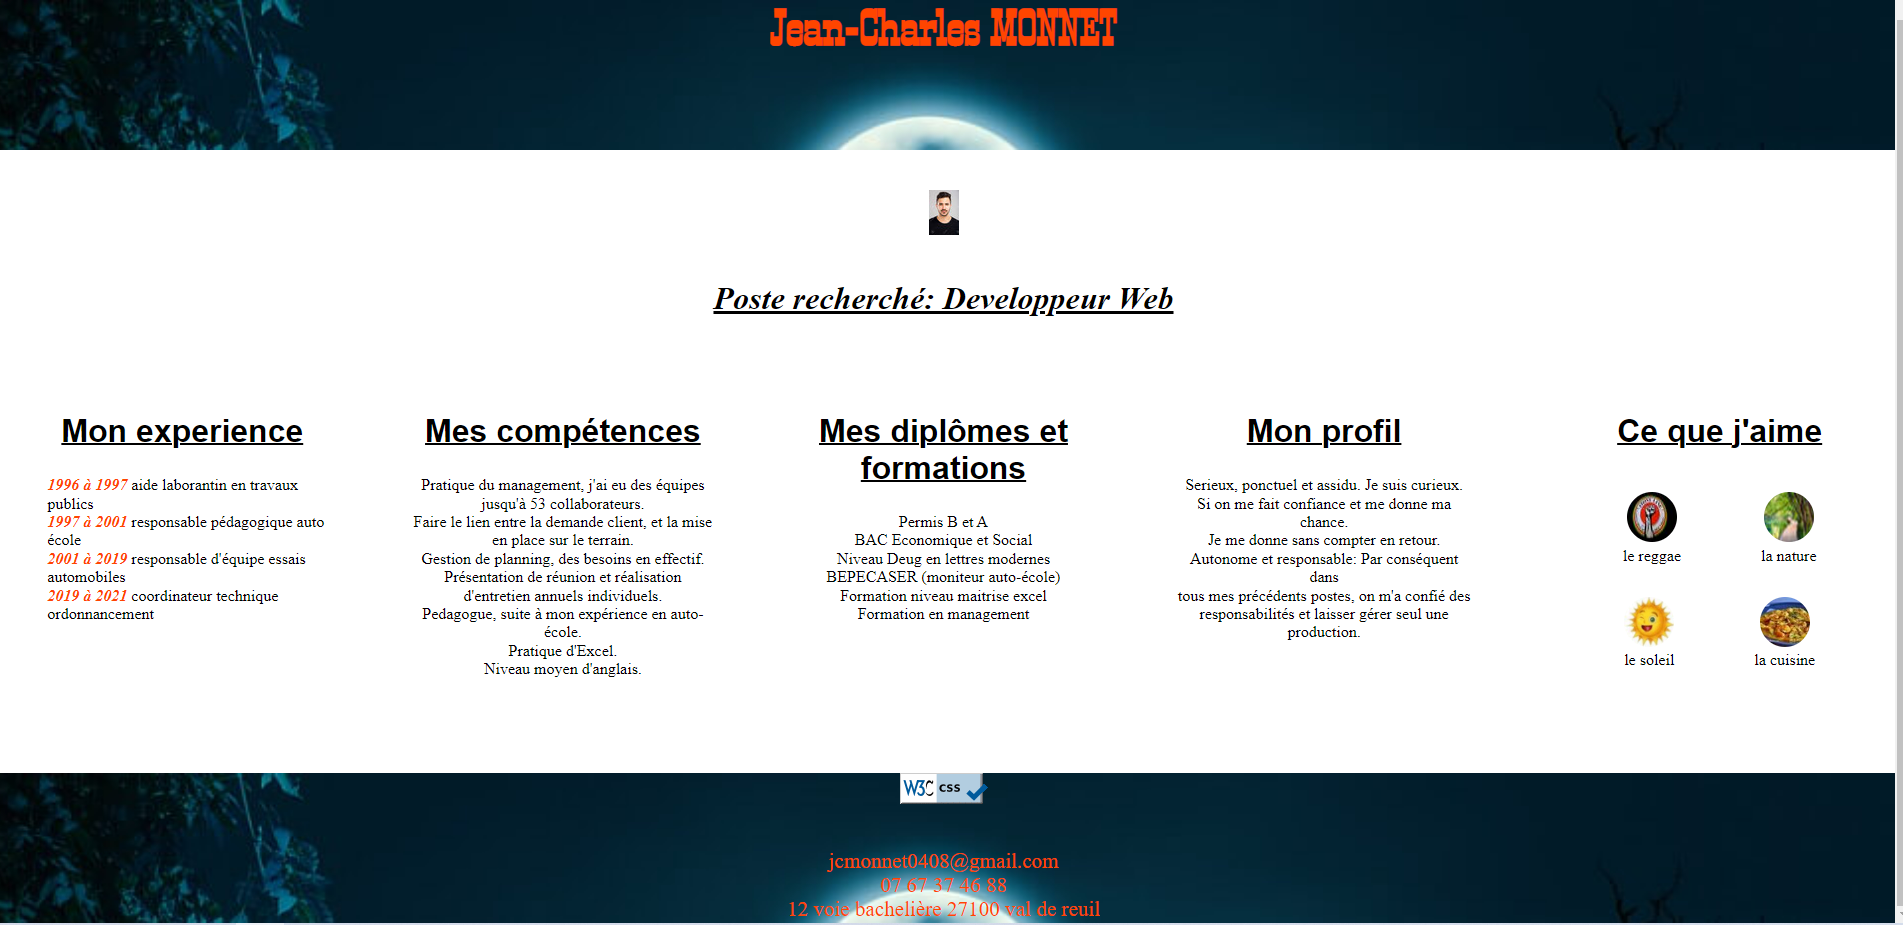 Jean-Charles MONNET
Poste recherché: Developpeur Web
Mon experience
1996 à 1997 aide laborantin en travaux
publics
1997 à 2001 responsable pédagogique auto
école
2001 à 2019 responsable d'équipe essais
automobiles
2019 à 2021 coordinateur technique
ordonnancement
Mes compétences
Pratique du management, j'ai eu des équipes
jusqu'à 53 collaborateurs.
Faire le lien entre la demande client, et la mise
en place sur le terrain.
Gestion de planning, des besoins en effectif.
Présentation de réunion et réalisation
d'entretien annuels individuels.
Pedagogue, suite à mon expérience en auto-
école.
Pratique d'Excel.
Niveau moyen d'anglais.
Mes diplômes et
formations
Permis B et A
BAC Economique et Social
Niveau Deug en lettres modernes
BEPECASER (moniteur auto-école)
Formation niveau maitrise excel
Formation en management
Mon profil
Serieux, ponctuel et assidu. Je suis curieux.
Si on me fait confiance et me donne ma
chance.
Je me donne sans compter en retour.
Autonome et responsable: Par conséquent
dans
tous mes précédents postes, on m'a confié des
responsabilités et laisser gérer seul une
production.
Ce que j'aime
le reggae
la nature
le soleil
la cuisine
W3C css
jcmonnet0408@gmail.com
07 67 37 46 88
12 voie bachelière 27100 val de reuil